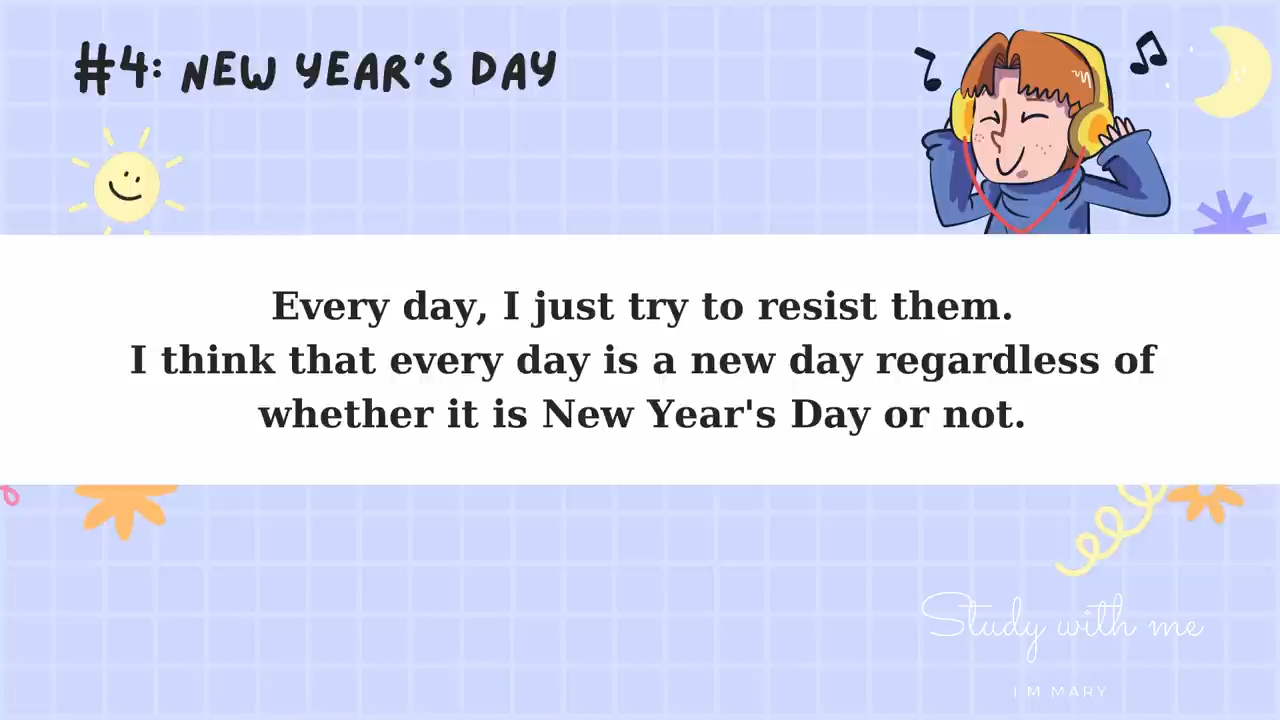 #4: NEW YEAR'S DAY
Every day, I just try to resist them.
I think that every day is a new day regardless of
whether it is New Year's Day or not.
Study with me
I'M MARY